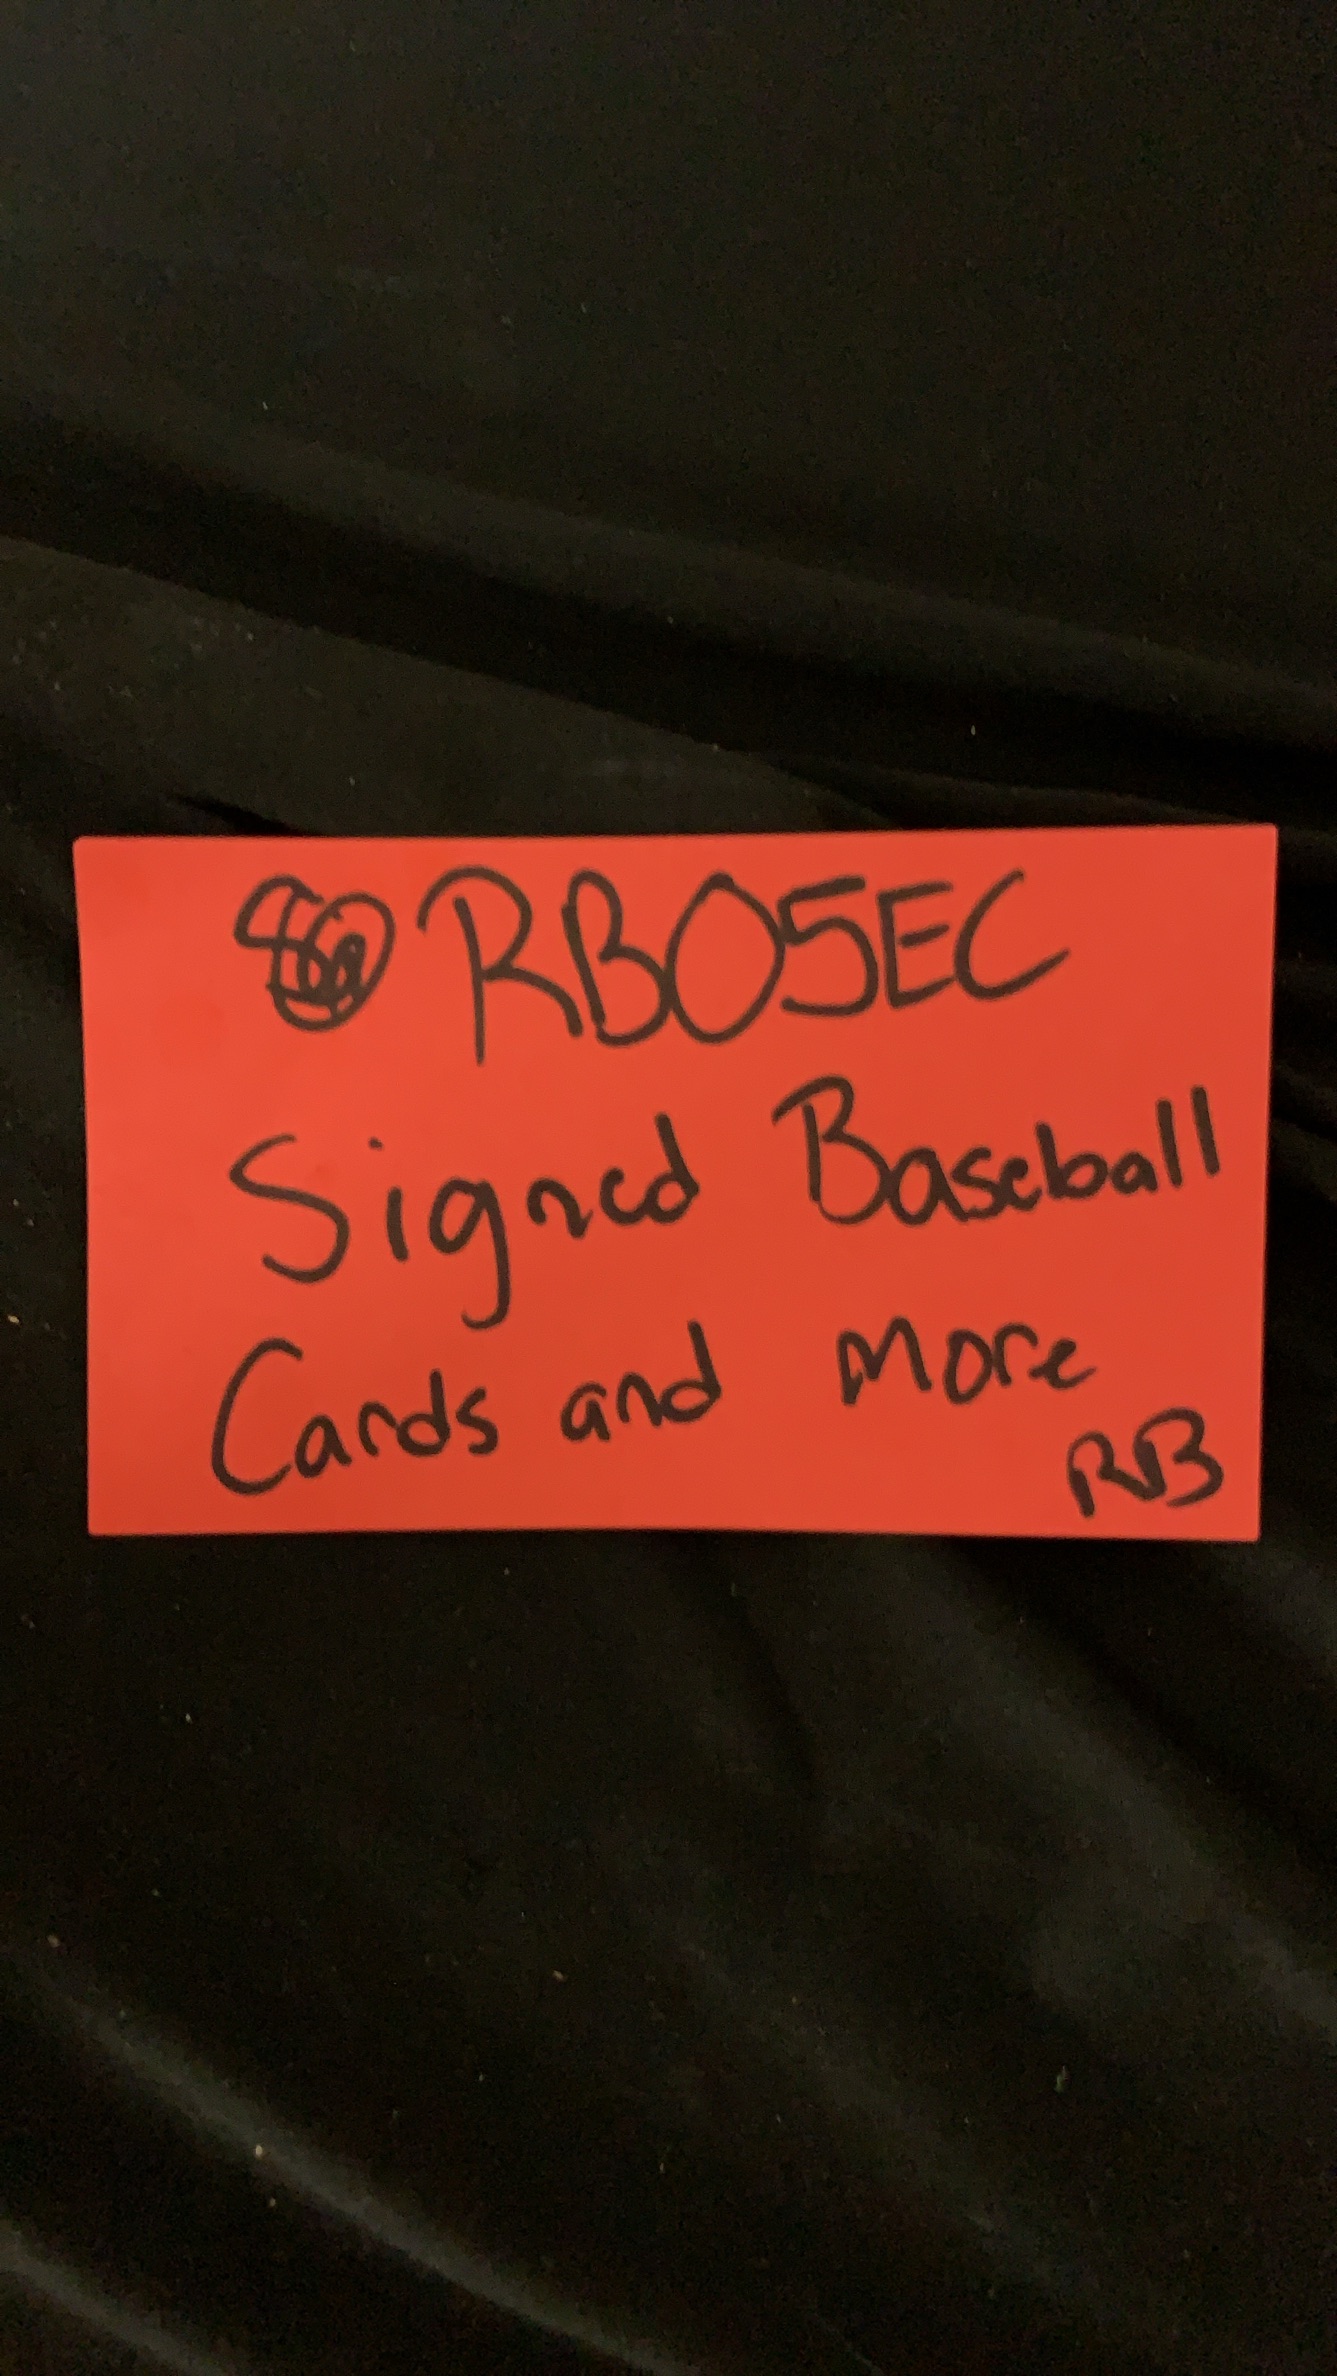 RB05EC
Signed Baseball
Cards and More
RB